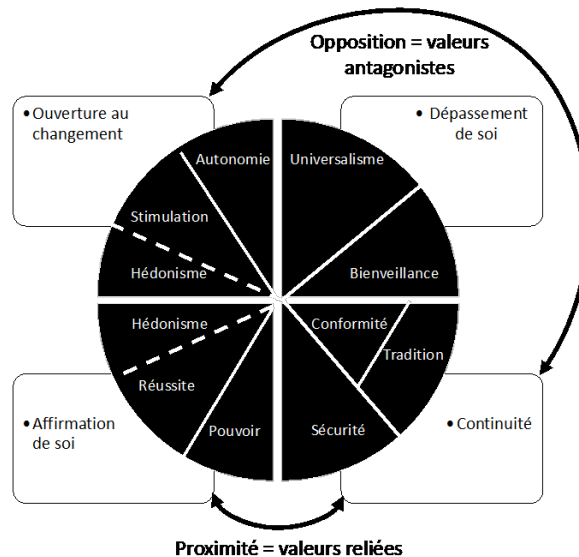 Opposition = valeurs
antagonistes
•Ouverture au
changement
• Dépassement
de soi
Autonomie
Universalisme
Stimulation
Hédonisme
Bienveillance
Hédonisme
Conformité
Tradition
Réussite
Pouvoir
Sécurité
•Affirmation
de soi
•Continuité
Proximité = valeurs reliées